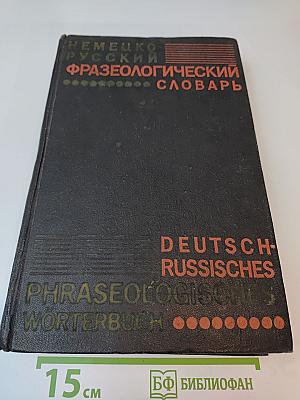 НЕМЕЦКО
РУССКИЙ
ФРАЗЕОЛОГИЧЕСКИЙ
СЛОВАРЬ
DEUTSCH-
RUSSISCHES
PHRASEOLOGISCHES
WÖRTERBUCH
15 см
БФ БИБЛИОФАН